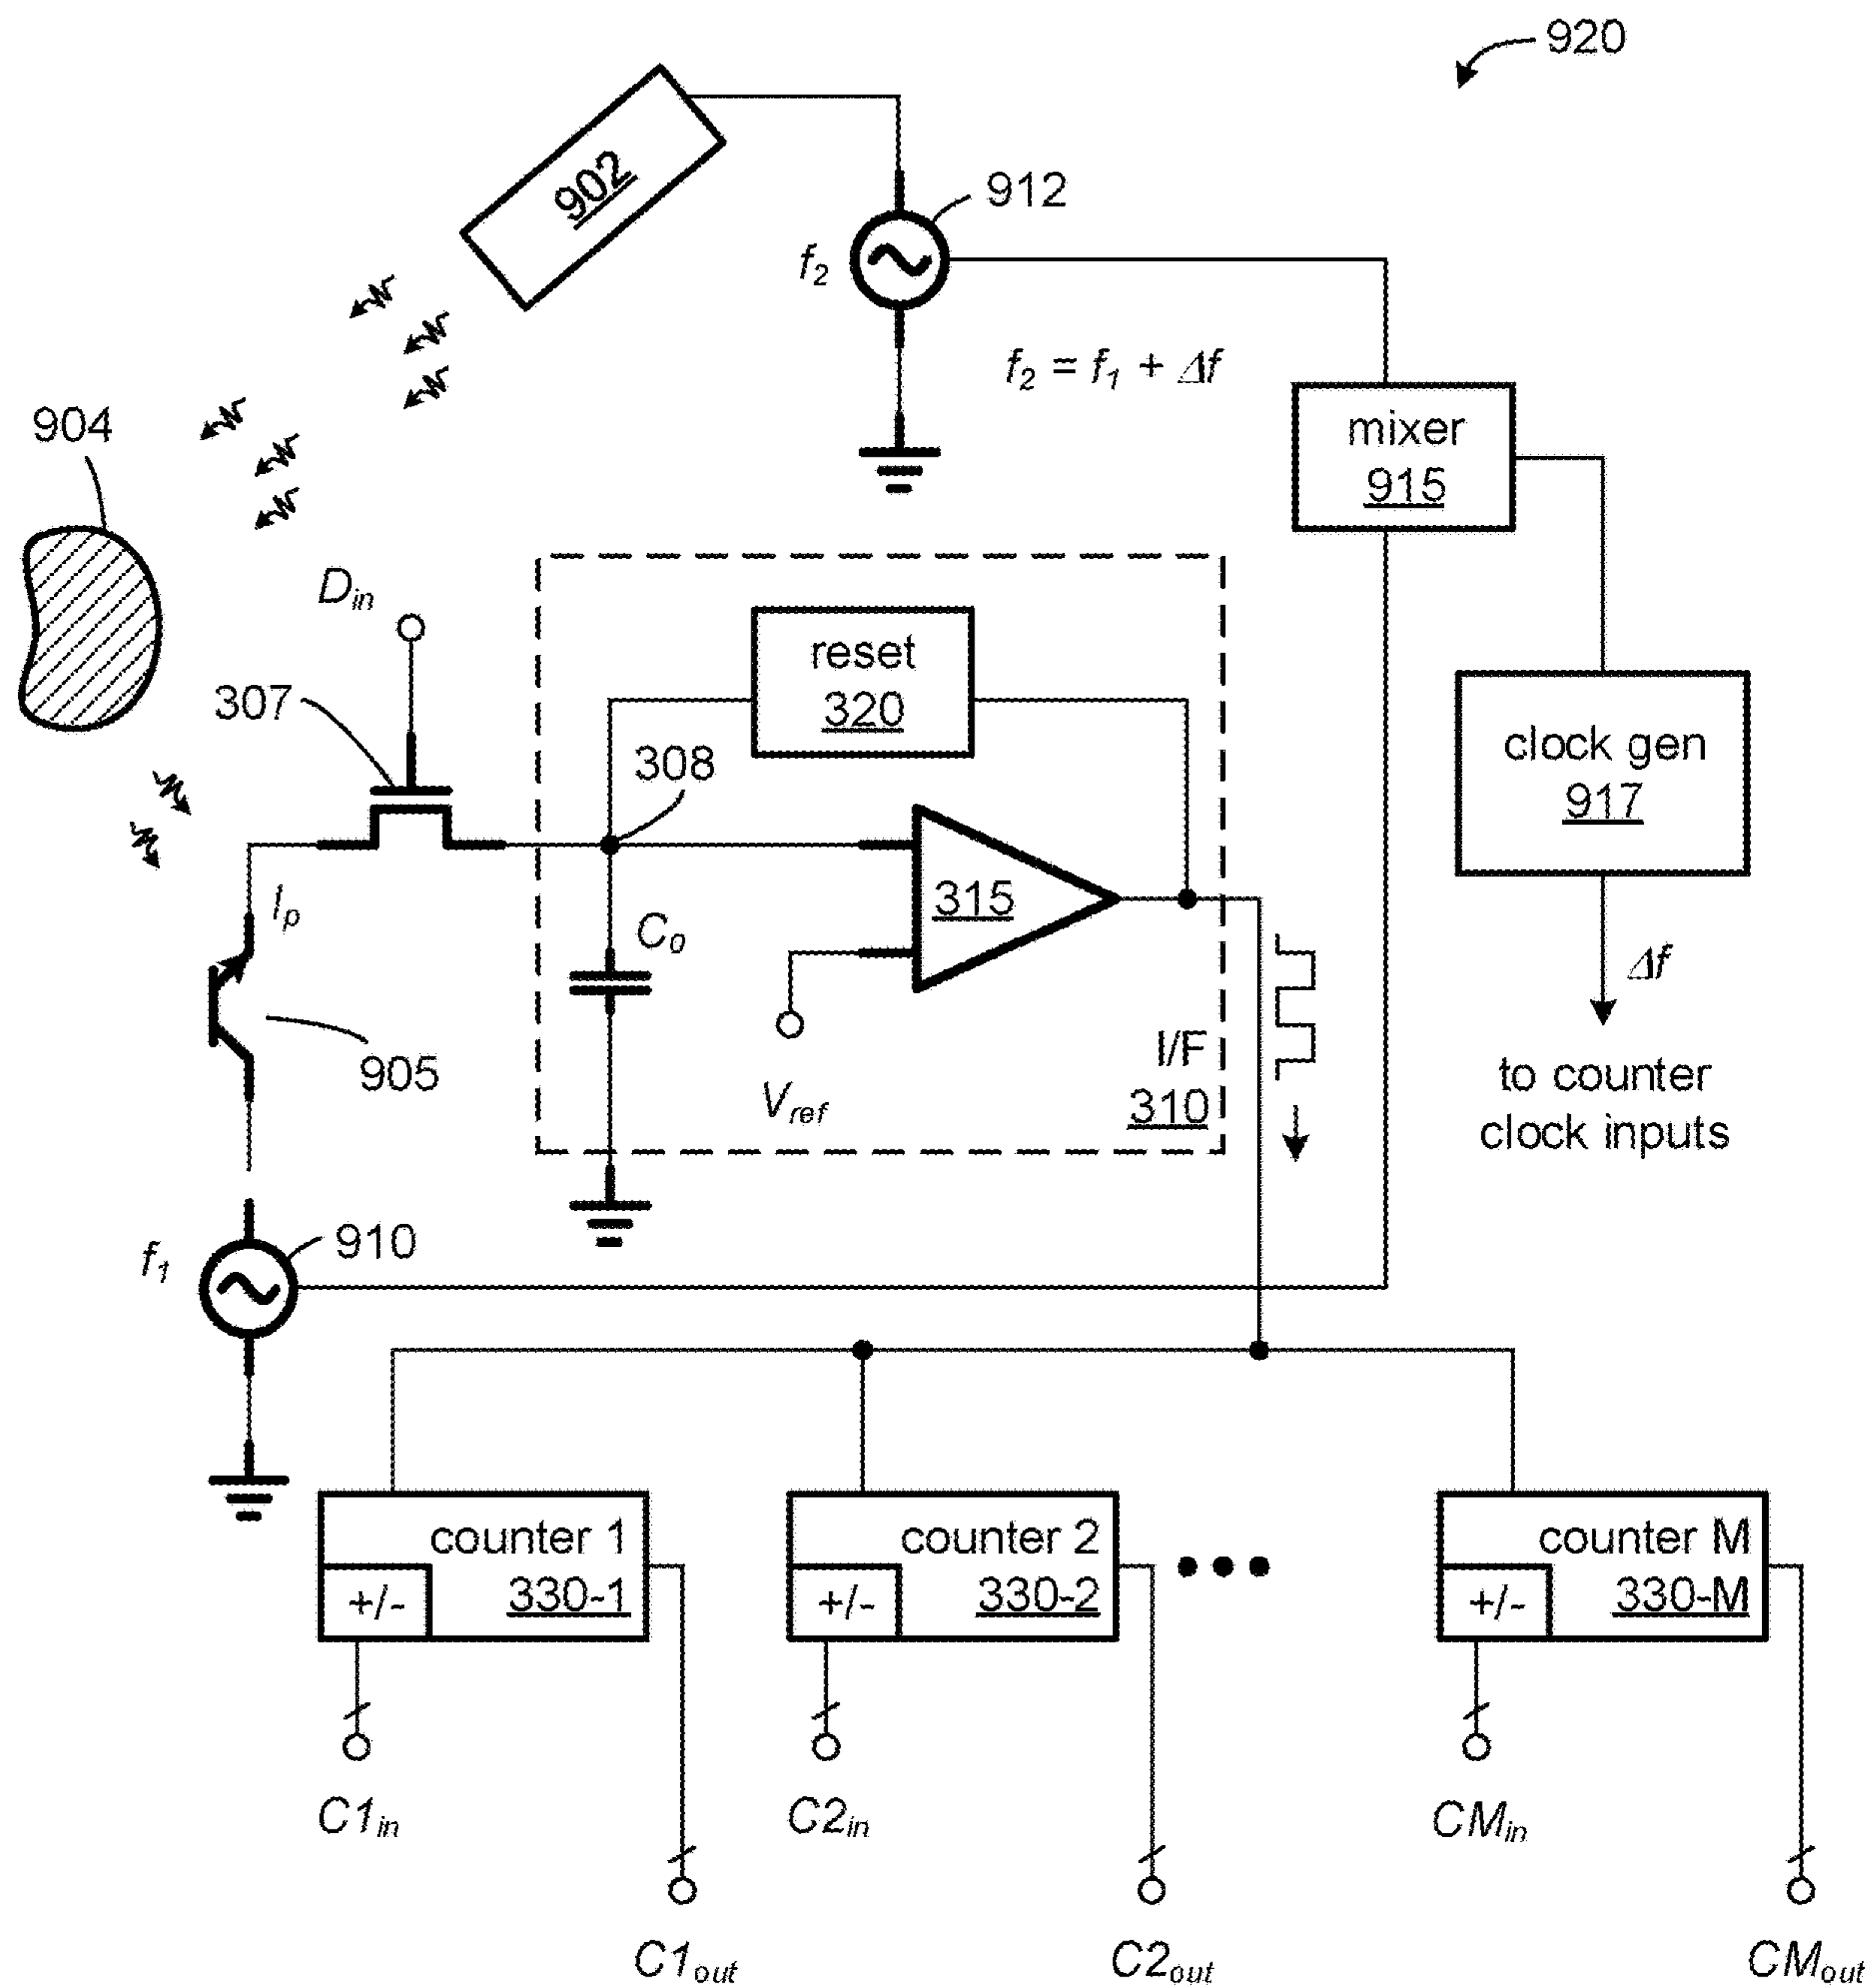 920
902
912
f2
f2 = f1 + Δf
mixer
915
904
Din
reset
320
307
308
clock gen
917
315
Ip
Co
Δf
905
I/F
310
Vref
to counter
clock inputs
910
f1
counter 1
330-1
+/-
counter 2
330-2
+/-
counter M
330-M
+/-
C1in
C2in
CMin
C1out
C2out
CMout